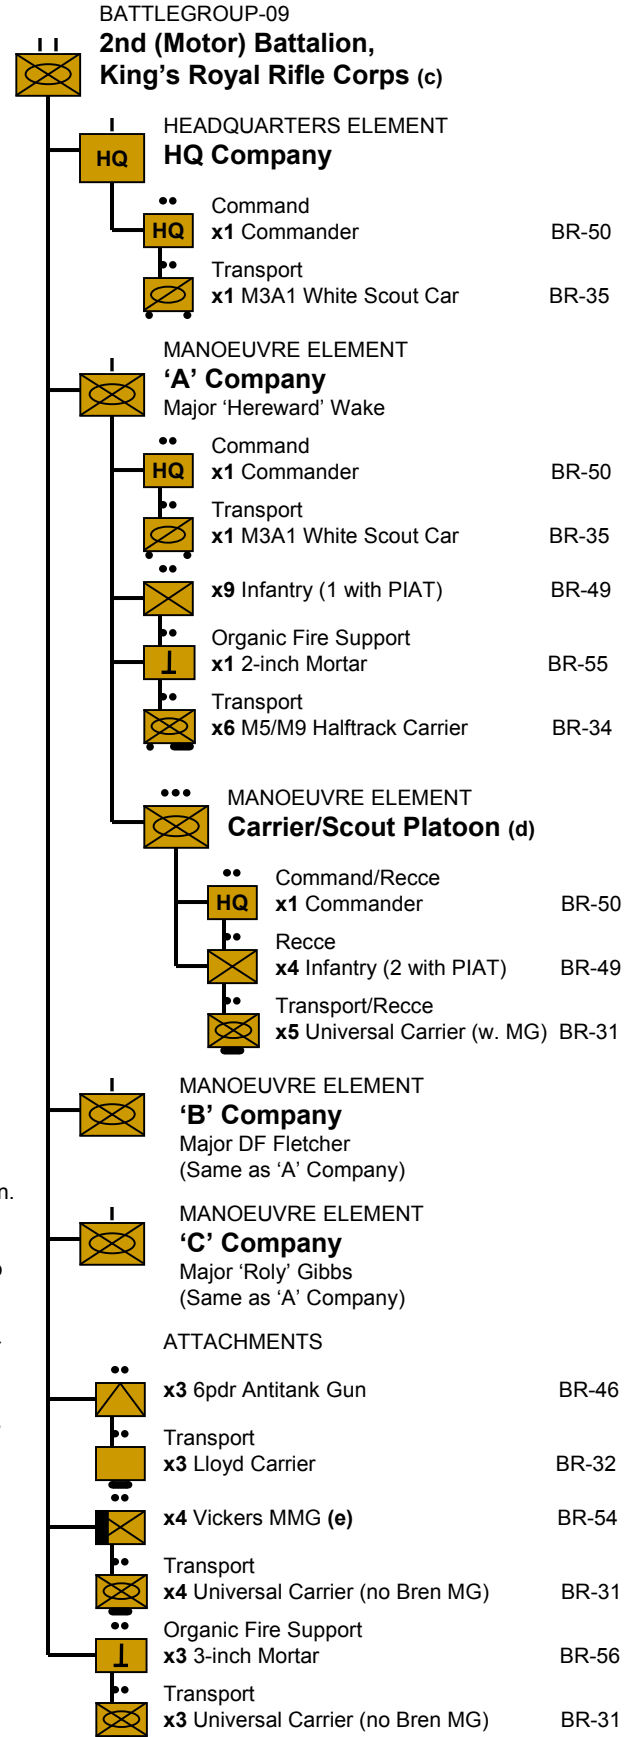 BATTLEGROUP-09
2nd (Motor) Battalion,
King's Royal Rifle Corps (c)
HEADQUARTERS ELEMENT
HQ HQ Company
Command
HQ x1 Commander BR-50
Transport
x1 M3A1 White Scout Car BR-35
MANOEUVRE ELEMENT
‘A’ Company
Major ‘Hereward’ Wake
Command
HQ x1 Commander BR-50
Transport
x1 M3A1 White Scout Car BR-35
x9 Infantry (1 with PIAT) BR-49
Organic Fire Support
x1 2-inch Mortar BR-55
Transport
x6 M5/M9 Halftrack Carrier BR-34
MANOEUVRE ELEMENT
Carrier/Scout Platoon (d)
Command/Recce
HQ x1 Commander BR-50
Recce
x4 Infantry (2 with PIAT) BR-49
Transport/Recce
x5 Universal Carrier (w. MG) BR-31
MANOEUVRE ELEMENT
‘B’ Company
Major DF Fletcher
(Same as ‘A’ Company)
MANOEUVRE ELEMENT
‘C’ Company
Major ‘Roly’ Gibbs
(Same as ‘A’ Company)
ATTACHMENTS
x3 6pdr Antitank Gun BR-46
Transport
x3 Lloyd Carrier BR-32
x4 Vickers MMG (e) BR-54
Transport
x4 Universal Carrier (no Bren MG) BR-31
Organic Fire Support
x3 3-inch Mortar BR-56
Transport
x3 Universal Carrier (no Bren MG) BR-31